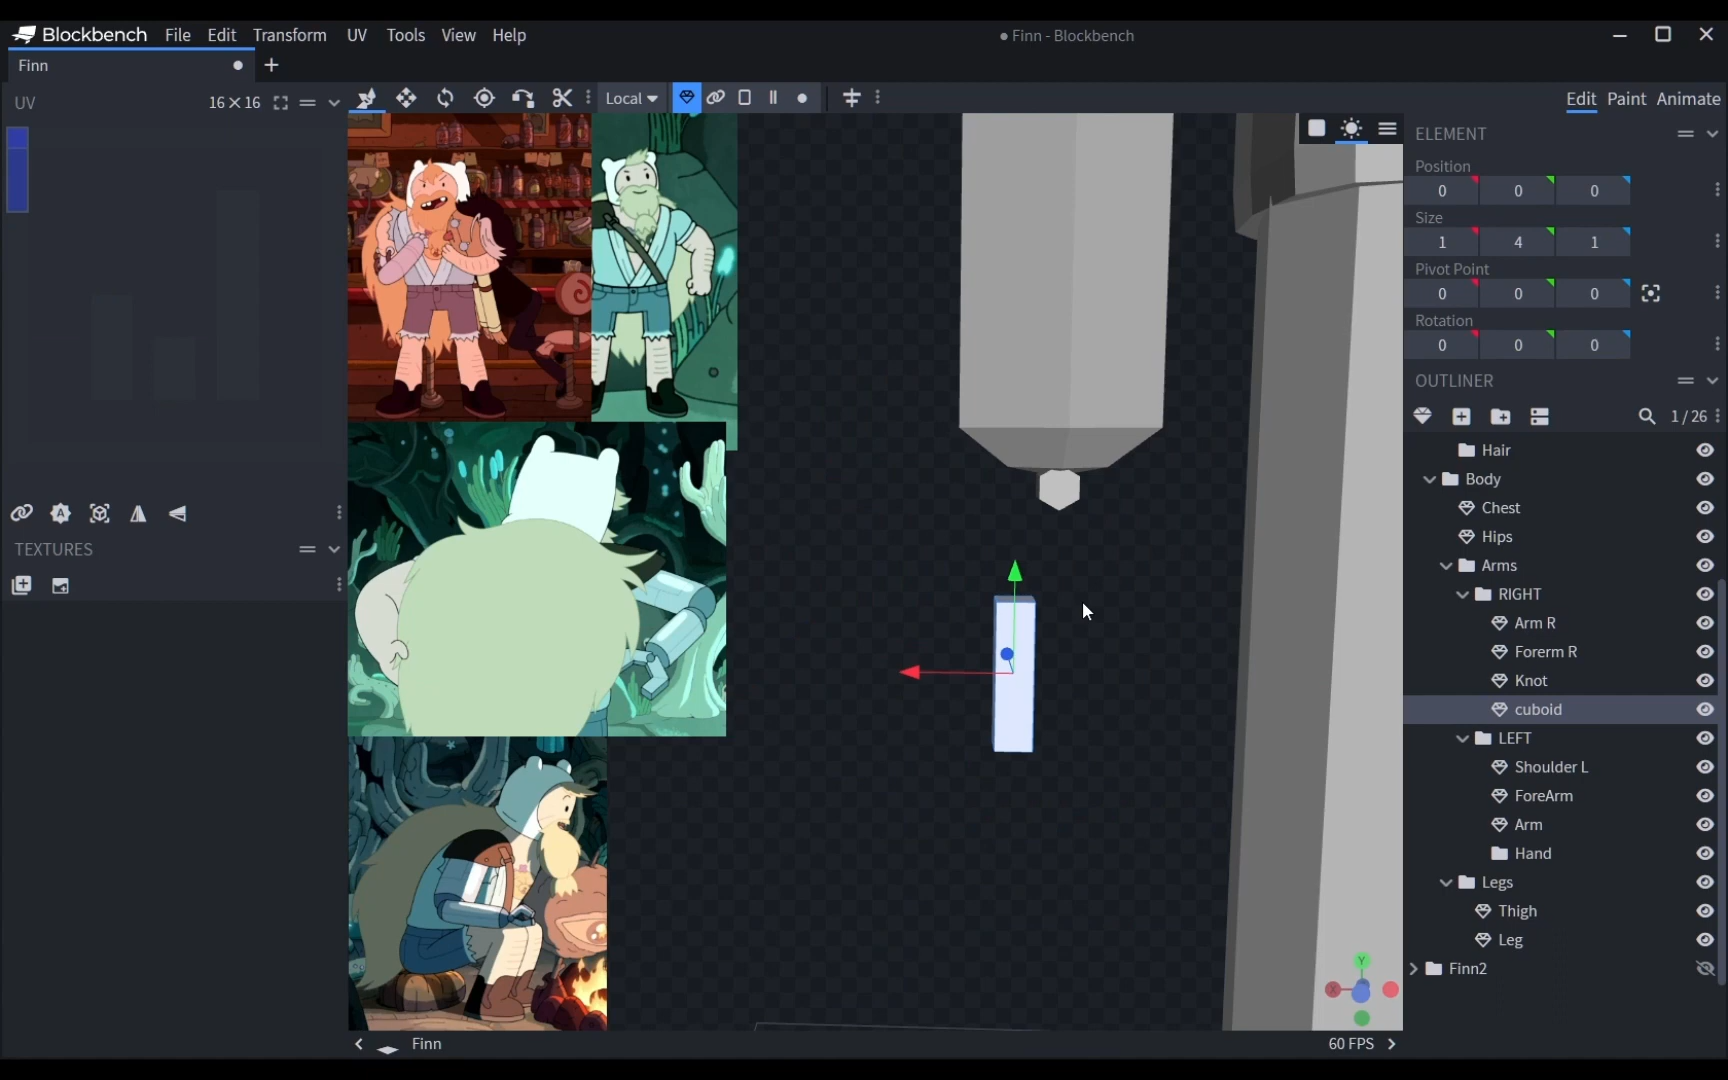 Blockbench File Edit Transform UV Tools View Help
Finn - Blockbench
Finn
UV 16×16
Local
Edit Paint Animate
ELEMENT
Position
0 0 0
Size
1 4 1
Pivot Point
0 0 0
Rotation
0 0 0
OUTLINER
1 / 26
Hair
Body
Chest
Hips
Arms
RIGHT
Arm R
Forerm R
Knot
cuboid
LEFT
Shoulder L
ForeArm
Arm
Hand
Legs
Thigh
Leg
Finn2
TEXTURES
Y
X
Finn
60 FPS